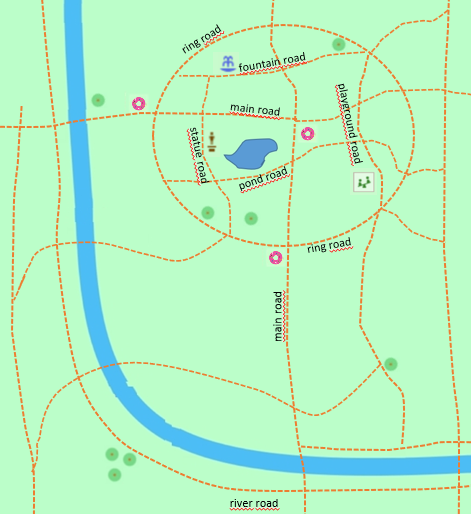 ring road
fountain road
main road
playground road
statue road
pond road
ring road
main road
river road